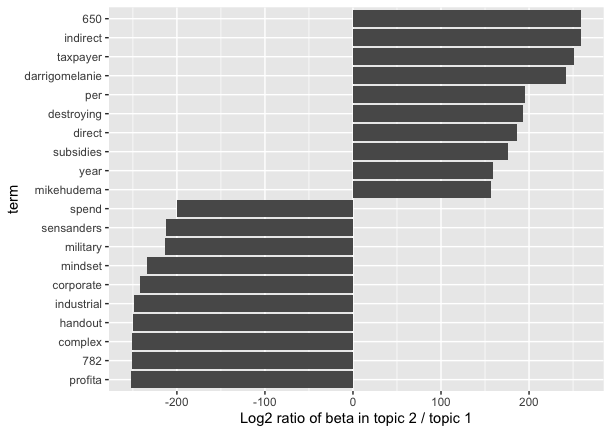 650
indirect
taxpayer
darrigomelanie
per
destroying
direct
subsidies
year
mikehudema
spend
sensanders
military
mindset
corporate
industrial
handout
complex
782
profita
term
-200 -100 0 100 200
Log2 ratio of beta in topic 2 / topic 1